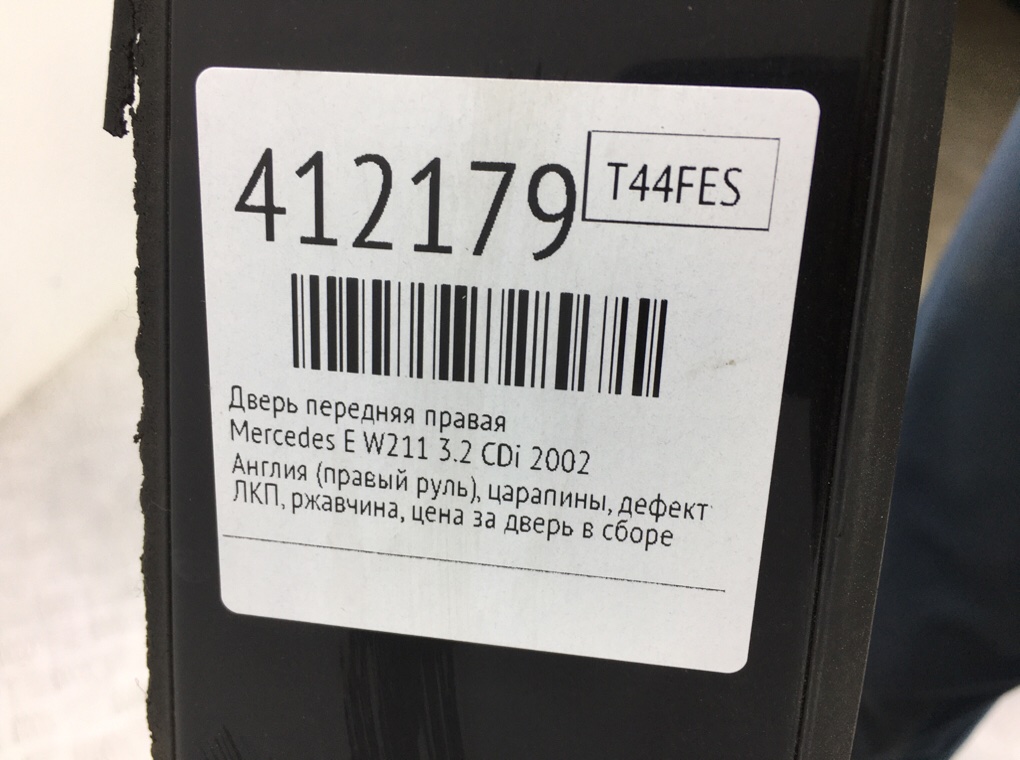 412179
T44FES
Дверь передняя правая
Mercedes E W211 3.2 CDi 2002
Англия (правый руль), царапины, дефект
ЛКП, ржавчина, цена за дверь в сборе